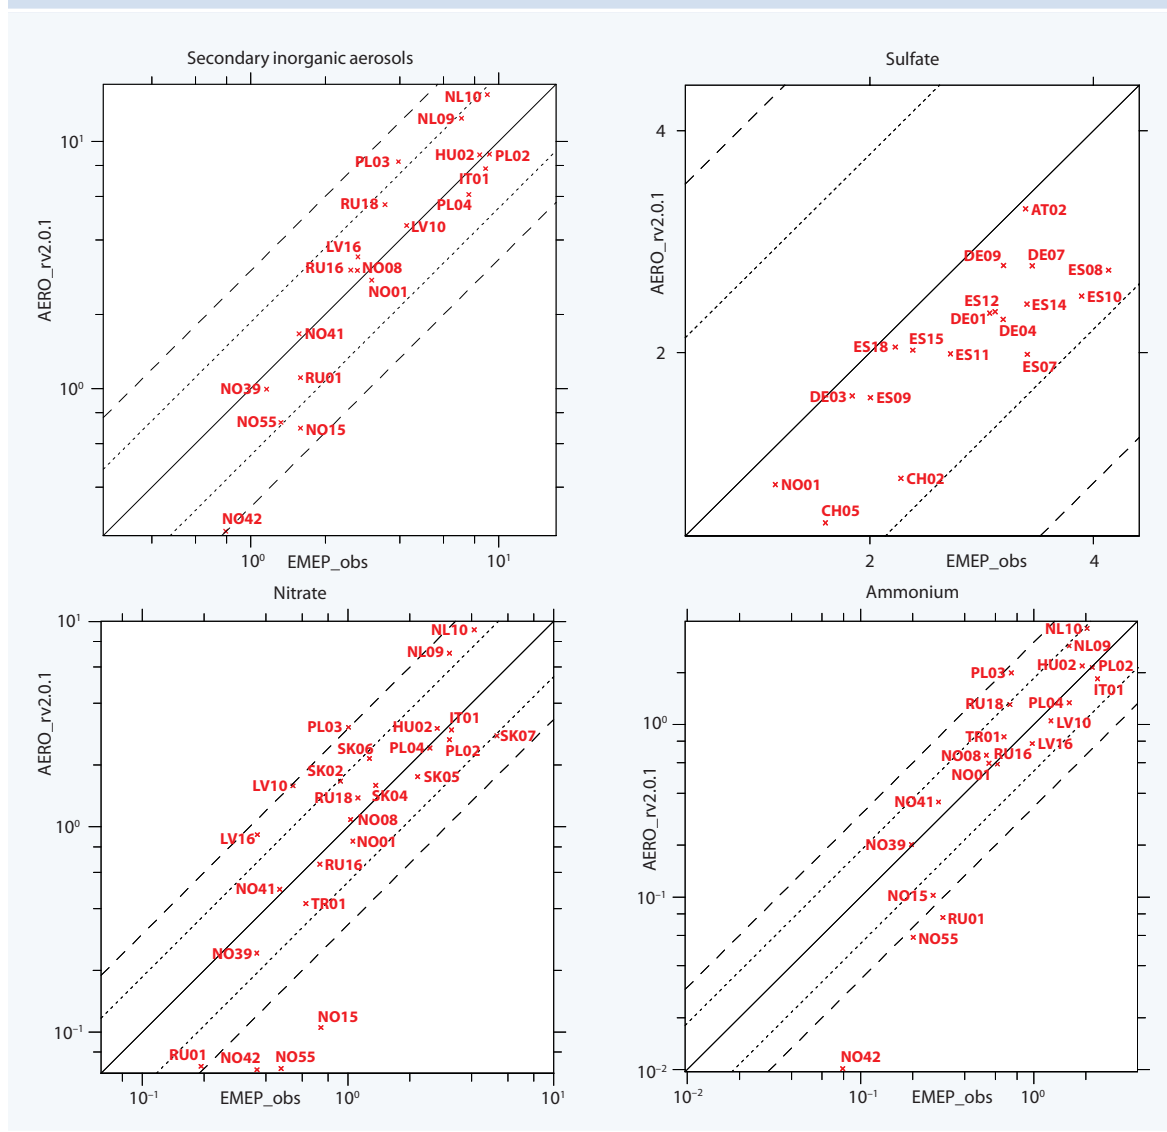 Secondary inorganic aerosols
NL10
NL09
10¹
HU02 PL02
PL03
IT01
RU18 PL04
LV10
LV16
RU16 NO08
NO01
NO41
RU01
10⁰
NO39
NO55 NO15
NO42
AERO_rv2.0.1
10⁰ EMEP_obs 10¹
Sulfate
4
AT02
DE09 DE07
ES08
ES12 ES10
ES14
DE01
DE04
ES15
ES18 ES11
2
ES07
DE03 ES09
CH02
NO01
CH05
AERO_rv2.0.1
2 EMEP_obs 4
Nitrate
10¹
NL10
NL09
PL03 HU02 IT01
SK07
SK06 PL04 PL02
SK02 SK05
LV10
RU18 SK04
NO08
10⁰
LV16 NO01
RU16
NO41
TR01
NO39
NO15
10⁻¹
RU01 NO42 NO55
AERO_rv2.0.1
10⁻¹ EMEP_obs 10⁰ 10¹
Ammonium
NL10
NL09
HU02 PL02
PL03
IT01
RU18 PL04
10⁰
LV10
TR01 LV16
NO08 RU16
NO01
NO41
NO39
10⁻¹
NO15
RU01
NO55
NO42
10⁻²
AERO_rv2.0.1
10⁻² 10⁻¹ EMEP_obs 10⁰